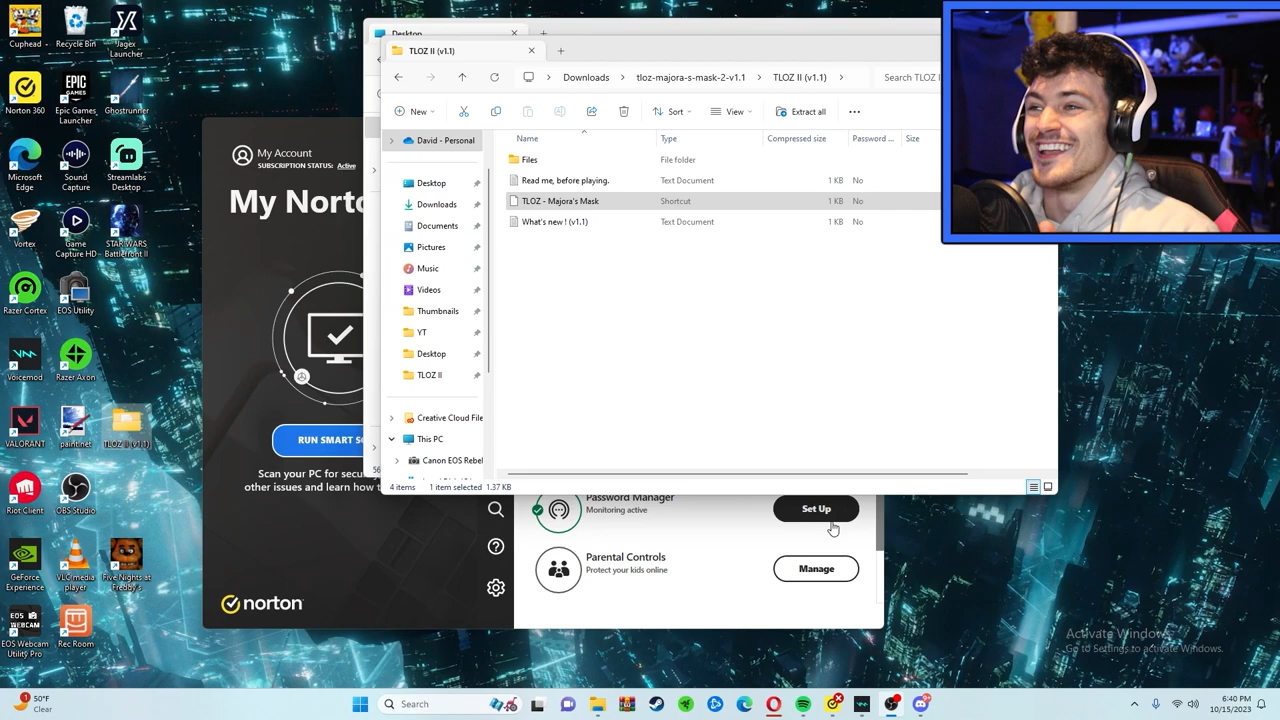 Cuphead
Recycle Bin
Jagex
Launcher
Norton 360
Epic Games
Launcher
Ghostrunner
Microsoft
Edge
Sound
Capture
Streamlabs
Desktop
Vortex
Game
Capture HD
STAR WARS
Battlefront II
Razer Cortex
EOS Utility
Voicemod
Razer Axon
VALORANT
paint.net
TLOZ II (v1.1)
Riot Client
OBS Studio
GeForce
Experience
VLC media
player
Five Nights at
Freddy's
EOS Webcam
Utility Pro
Rec Room
Desktop
TLOZ II (v1.1)
Downloads
tloz-majora-s-mask-2-v1.1
TLOZ II (v1.1)
Search TLOZ I
New
Sort
View
Extract all
David - Personal
Desktop
Downloads
Documents
Pictures
Music
Videos
Thumbnails
YT
Desktop
TLOZ II
Creative Cloud File
This PC
Canon EOS Rebel
Name Type Compressed size Password ... Size
Files File folder
Read me, before playing. Text Document 1 KB No
TLOZ - Majora's Mask Shortcut 1 KB No
What's new ! (v1.1) Text Document 1 KB No
4 items 1 item selected 1.37 KB
My Account
SUBSCRIPTION STATUS: Active
My Norto
RUN SMART SC
Scan your PC for secu
other issues and learn how t
norton
Password Manager
Monitoring active
Set Up
Parental Controls
Protect your kids online
Manage
Activate Windows
Go to Settings to activate Windows.
1
50°F
Clear
Search
9+
6:40 PM
10/15/2023